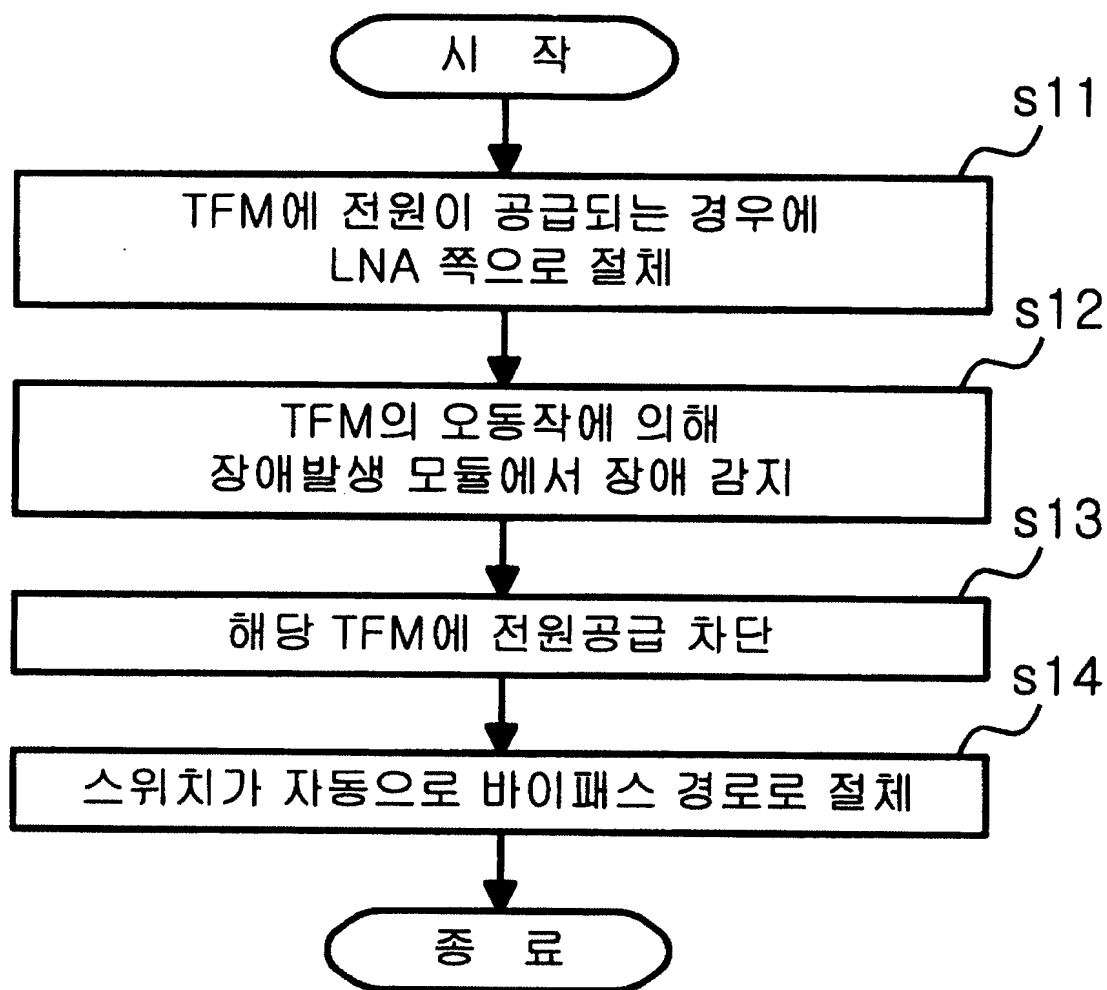 시 작
s11
TFM에 전원이 공급되는 경우에
LNA 쪽으로 절체
s12
TFM의 오동작에 의해
장애발생 모듈에서 장애 감지
s13
해당 TFM에 전원공급 차단
s14
스위치가 자동으로 바이패스 경로로 절체
종 료